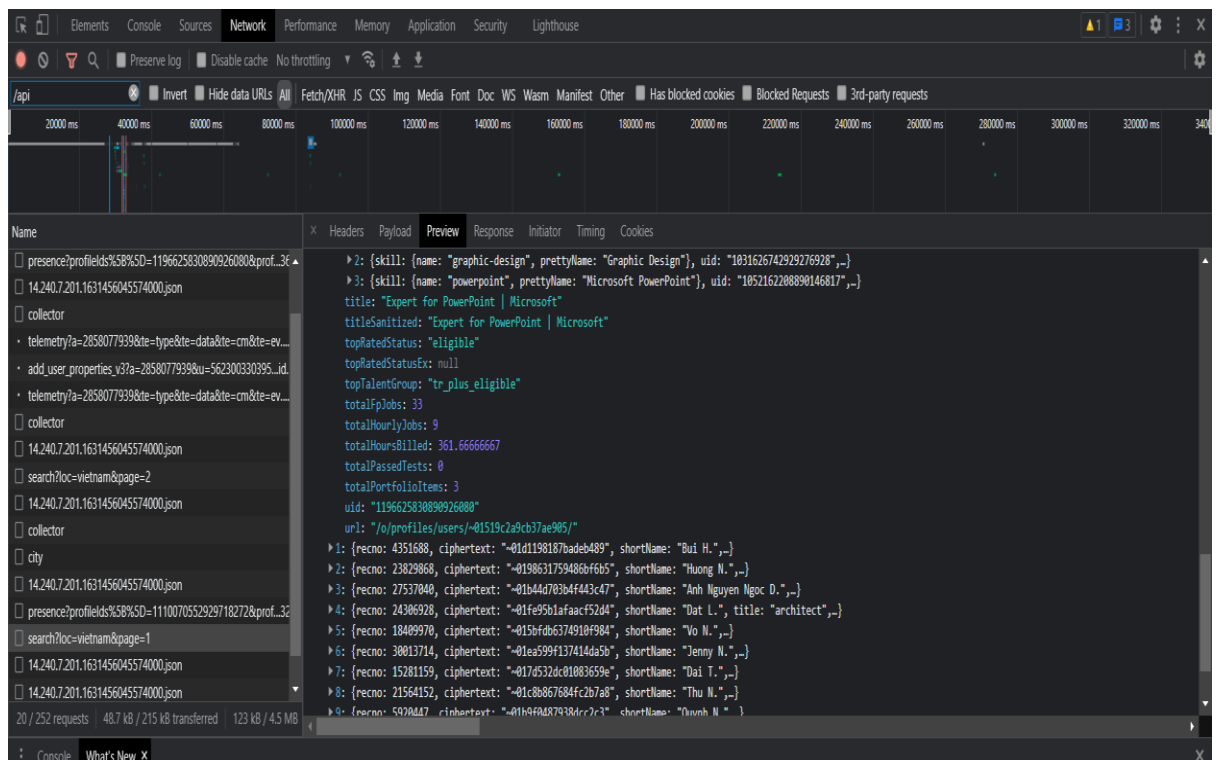 Elements Console Sources Network Performance Memory Application Security Lighthouse 1 3
Preserve log Disable cache No throttling
/api Invert Hide data URLs All Fetch/XHR JS CSS Img Media Font Doc WS Wasm Manifest Other Has blocked cookies Blocked Requests 3rd-party requests
20000 ms 40000 ms 60000 ms 80000 ms 100000 ms 120000 ms 140000 ms 160000 ms 180000 ms 200000 ms 220000 ms 240000 ms 260000 ms 280000 ms 300000 ms 320000 ms 3400
Name
presence?profileIds%5B%5D=1196625830890926080&prof...36
14.240.7.201.1631456045574000.json
collector
telemetry?a=2858077939&te=type&te=data&te=cm&te=ev....
add_user_properties_v3?a=2858077939&u=562300330395...id.
telemetry?a=2858077939&te=type&te=data&te=cm&te=ev....
collector
14.240.7.201.1631456045574000.json
search?loc=vietnam&page=2
14.240.7.201.1631456045574000.json
collector
city
14.240.7.201.1631456045574000.json
presence?profileIds%5B%5D=1110070552929718272&prof...32
search?loc=vietnam&page=1
14.240.7.201.1631456045574000.json
14.240.7.201.1631456045574000.json
20 / 252 requests 48.7 kB / 215 kB transferred 123 kB / 4.5 MB
× Headers Payload Preview Response Initiator Timing Cookies
▶2: {skill: {name: "graphic-design", prettyName: "Graphic Design"}, uid: "1031626742929276928",…}
▶3: {skill: {name: "powerpoint", prettyName: "Microsoft PowerPoint"}, uid: "1052162208890146817",…}
title: "Expert for PowerPoint | Microsoft"
titleSanitized: "Expert for PowerPoint | Microsoft"
topRatedStatus: "eligible"
topRatedStatusEx: null
topTalentGroup: "tr_plus_eligible"
totalFpJobs: 33
totalHourlyJobs: 9
totalHoursBilled: 361.66666667
totalPassedTests: 0
totalPortfolioItems: 3
uid: "1196625830890926080"
url: "/o/profiles/users/~01519c2a9cb37ae905/"
▶1: {recno: 4351688, ciphertext: "~01d1198187badeb489", shortName: "Bui H.",…}
▶2: {recno: 23829868, ciphertext: "~0198631759486bf6b5", shortName: "Huong N.",…}
▶3: {recno: 27537040, ciphertext: "~01b44d703b4f443c47", shortName: "Anh Nguyen Ngoc D.",…}
▶4: {recno: 24306928, ciphertext: "~01fe95b1afaacf52d4", shortName: "Dat L.", title: "architect",…}
▶5: {recno: 18409970, ciphertext: "~015bfdb6374910f984", shortName: "Vo N.",…}
▶6: {recno: 30013714, ciphertext: "~01ea599f137414da5b", shortName: "Jenny N.",…}
▶7: {recno: 15281159, ciphertext: "~017d532dc01083659e", shortName: "Dai T.",…}
▶8: {recno: 21564152, ciphertext: "~01c8b867684fc2b7a8", shortName: "Thu N.",…}
▶9: {recno: 5920447, ciphertext: "~01b9f0487938dcc2c3", shortName: "Quynh N.",…}
Console What's New ×